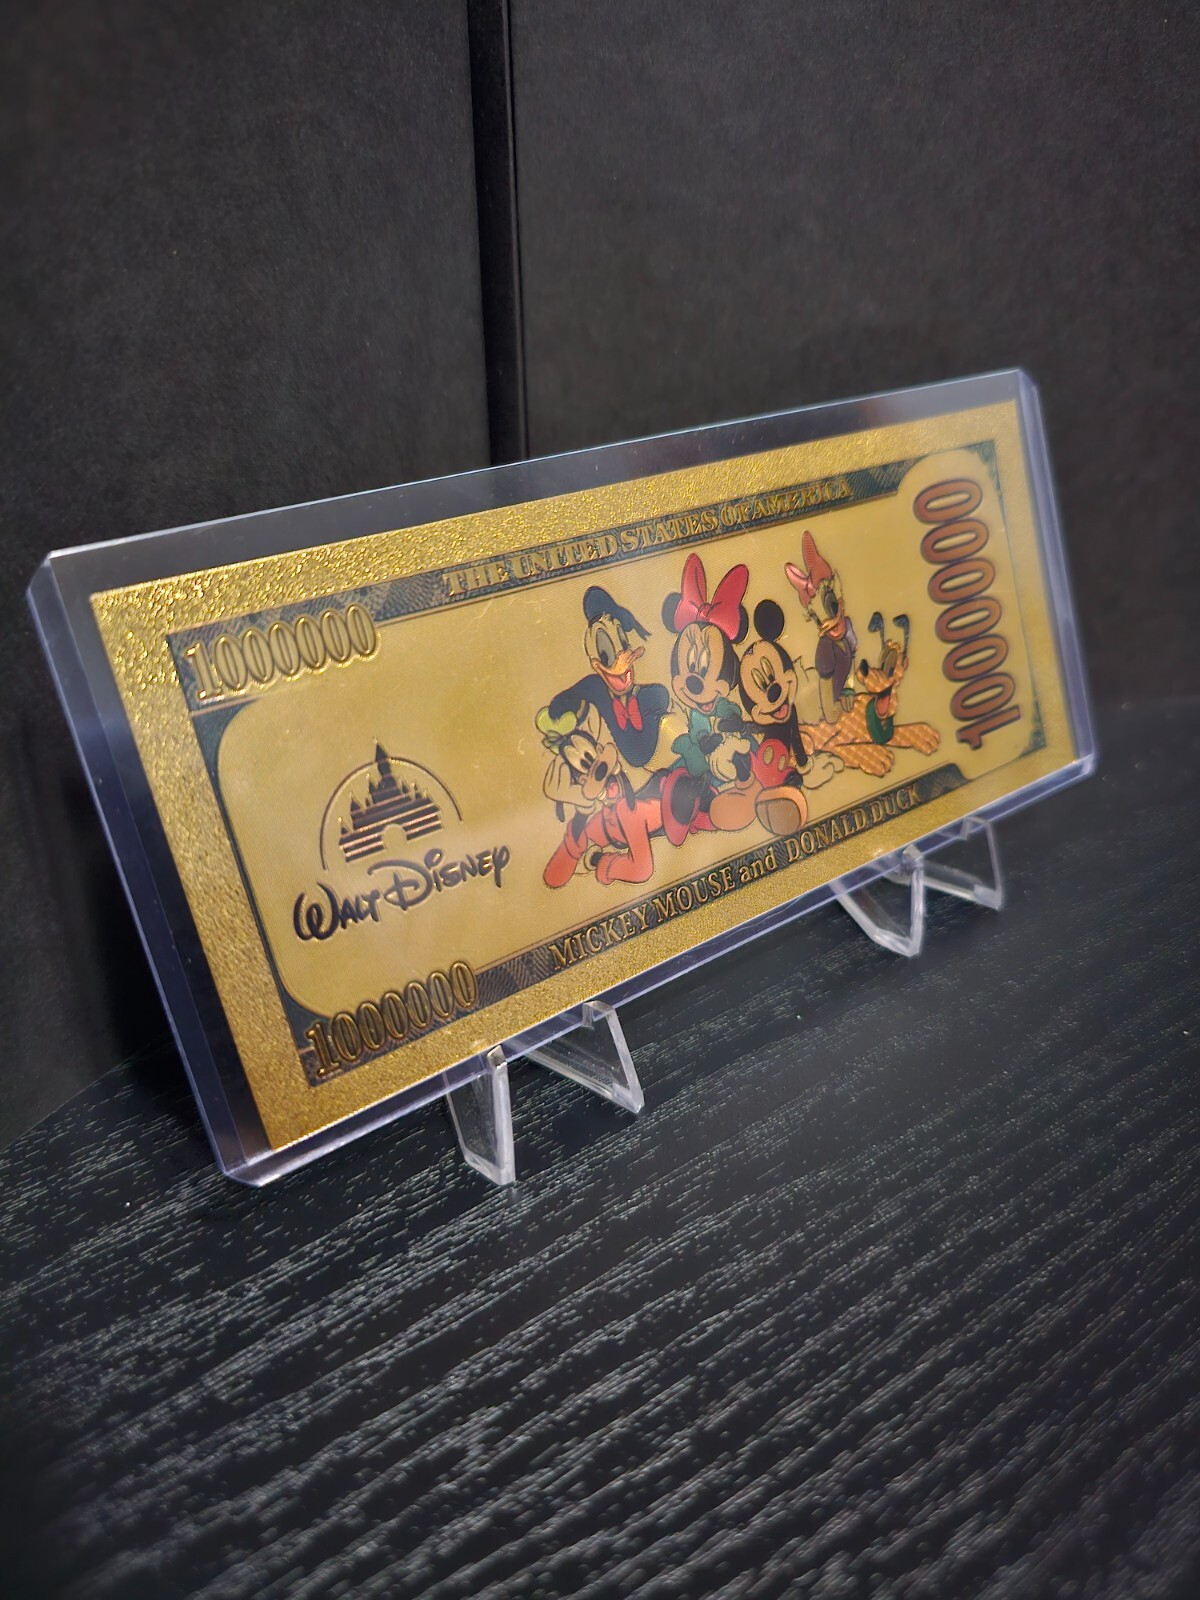 THE UNITED STATES OF AMERICA
1000000
1000000
WALT DISNEY
MICKEY MOUSE and DONALD DUCK
1000000